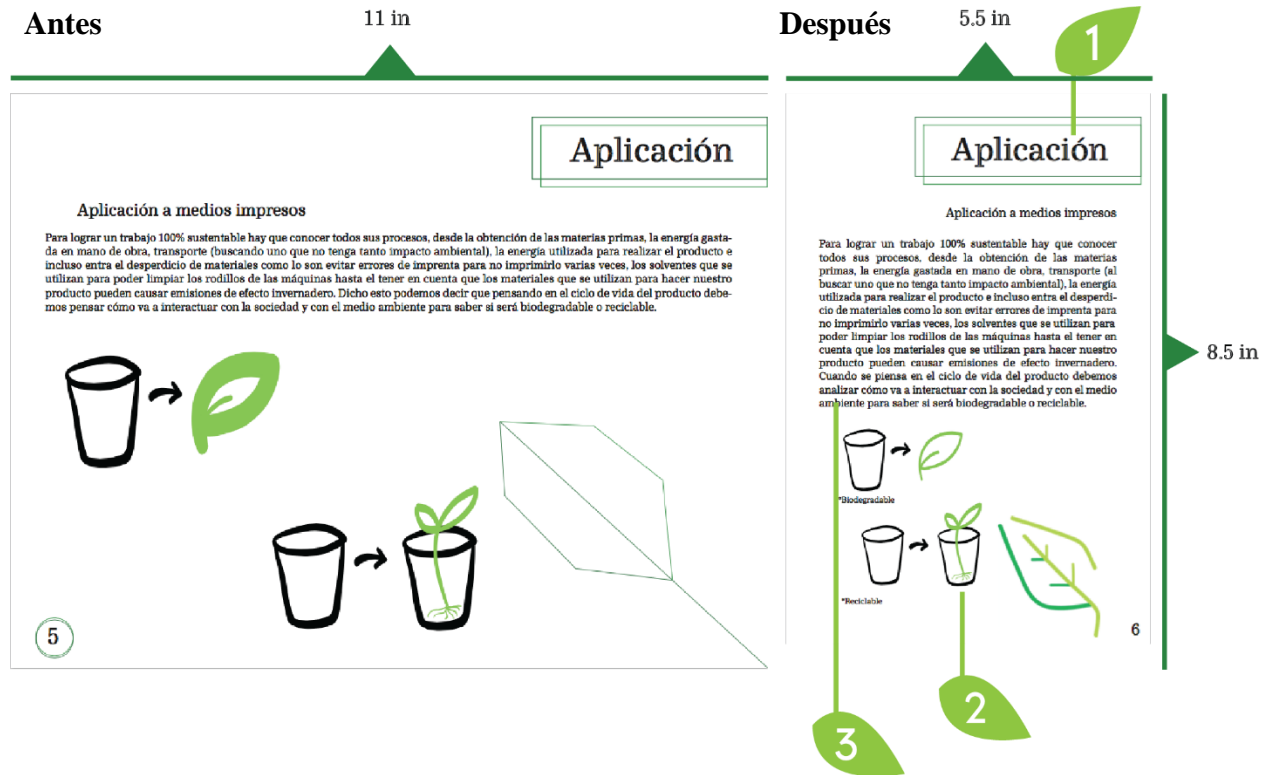 Antes
11 in
Aplicación
Aplicación a medios impresos
Para lograr un trabajo 100% sustentable hay que conocer todos sus procesos, desde la obtención de las materias primas, la energía gasta-
da en mano de obra, transporte (buscando uno que no tenga tanto impacto ambiental), la energía utilizada para realizar el producto e
incluso entra el desperdicio de materiales como lo son evitar errores de imprenta para no imprimirlo varias veces, los solventes que se
utilizan para poder limpiar los rodillos de las máquinas hasta el tener en cuenta que los materiales que se utilizan para hacer nuestro
producto pueden causar emisiones de efecto invernadero. Dicho esto podemos decir que pensando en el ciclo de vida del producto debe-
mos pensar cómo va a interactuar con la sociedad y con el medio ambiente para saber si será biodegradable o reciclable.
5
Después
5.5 in
1
Aplicación
Aplicación a medios impresos
Para lograr un trabajo 100% sustentable hay que conocer
todos sus procesos, desde la obtención de las materias
primas, la energía gastada en mano de obra, transporte (al
buscar uno que no tenga tanto impacto ambiental), la energía
utilizada para realizar el producto e incluso entra el desperdi-
cio de materiales como lo son evitar errores de imprenta para
no imprimirlo varias veces, los solventes que se utilizan para
poder limpiar los rodillos de las máquinas hasta el tener en
cuenta que los materiales que se utilizan para hacer nuestro
producto pueden causar emisiones de efecto invernadero.
Cuando se piensa en el ciclo de vida del producto debemos
analizar cómo va a interactuar con la sociedad y con el medio
ambiente para saber si será biodegradable o reciclable.
8.5 in
*Biodegradable
*Reciclable
6
2
3